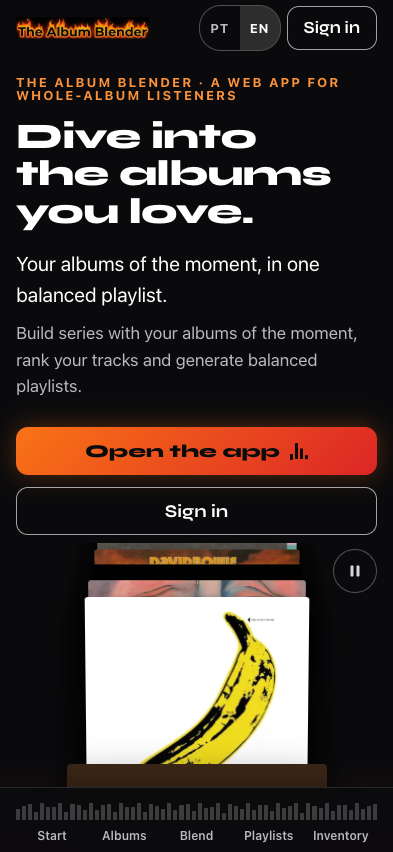 The Album Blender
PT EN
Sign in
THE ALBUM BLENDER · A WEB APP FOR
WHOLE-ALBUM LISTENERS
Dive into
the albums
you love.
Your albums of the moment, in one
balanced playlist.
Build series with your albums of the moment,
rank your tracks and generate balanced
playlists.
Open the app
Sign in
DAVID BOWIE
Start Albums Blend Playlists Inventory